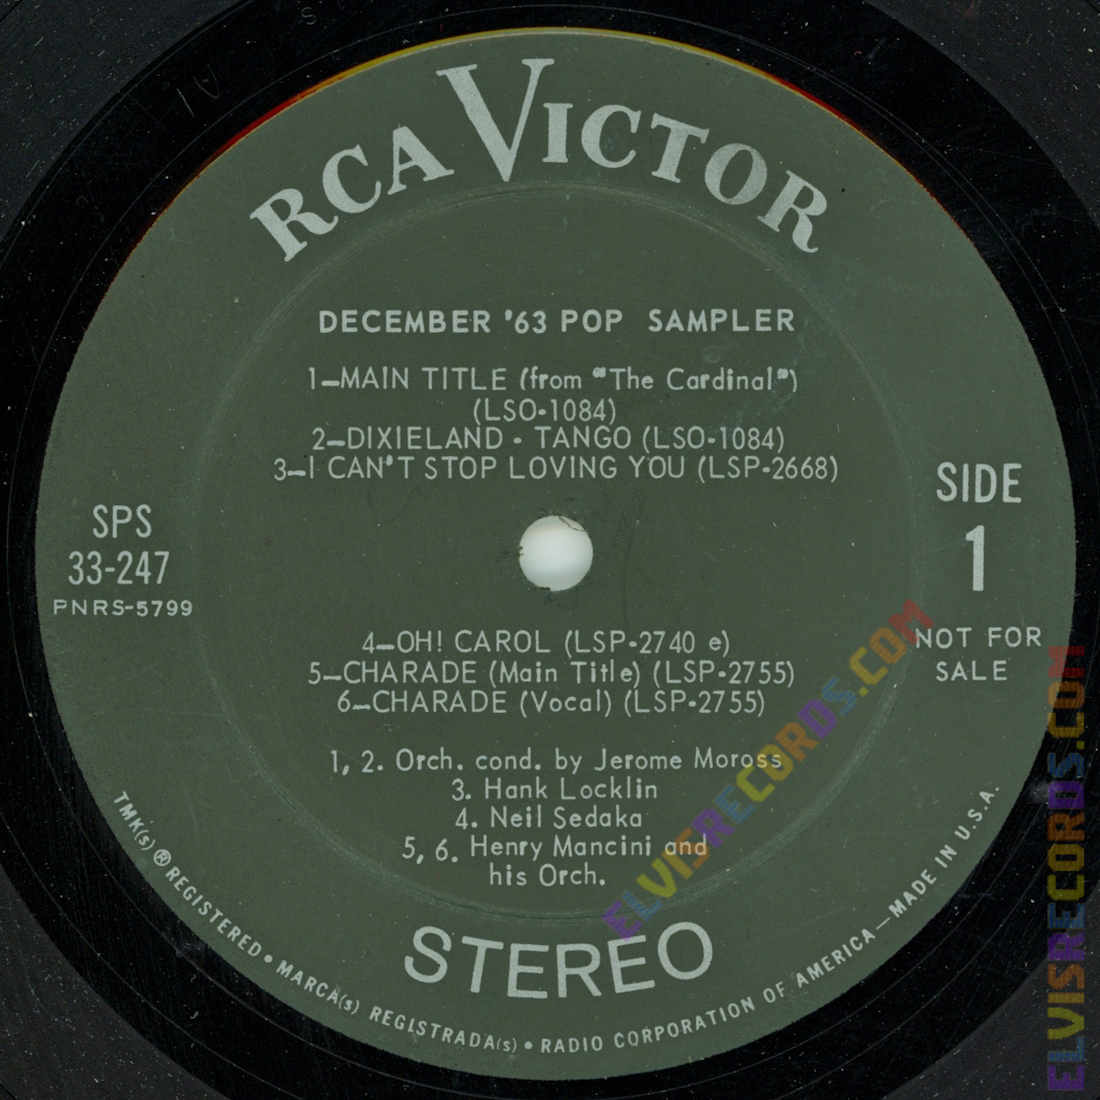 RCA VICTOR
DECEMBER '63 POP SAMPLER
1–MAIN TITLE (from "The Cardinal")
(LSO-1084)
2–DIXIELAND - TANGO (LSO-1084)
3–I CAN'T STOP LOVING YOU (LSP-2668)
SPS
33-247
PNRS-5799
SIDE
1
NOT FOR
SALE
4–OH! CAROL (LSP-2740 e)
5–CHARADE (Main Title) (LSP-2755)
6–CHARADE (Vocal) (LSP-2755)
1, 2. Orch. cond. by Jerome Moross
3. Hank Locklin
4. Neil Sedaka
5, 6. Henry Mancini and
his Orch.
STEREO
TMK(s) ® REGISTERED • MARCA(s) REGISTRADA(s) • RADIO CORPORATION OF AMERICA—MADE IN U.S.A.
ELVISRECORDS.COM
ELVISRECORDS.COM